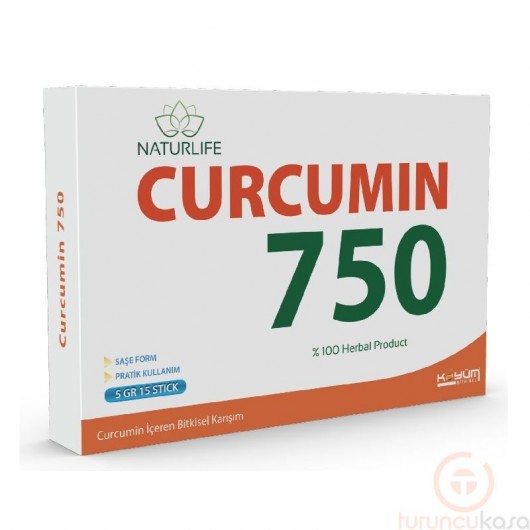 NATURLIFE
CURCUMIN
750
% 100 Herbal Product
SAŞE FORM
PRATİK KULLANIM
5 GR 15 STICK
Curcumin İçeren Bitkisel Karışım
Curcumin 750
turuncukasa